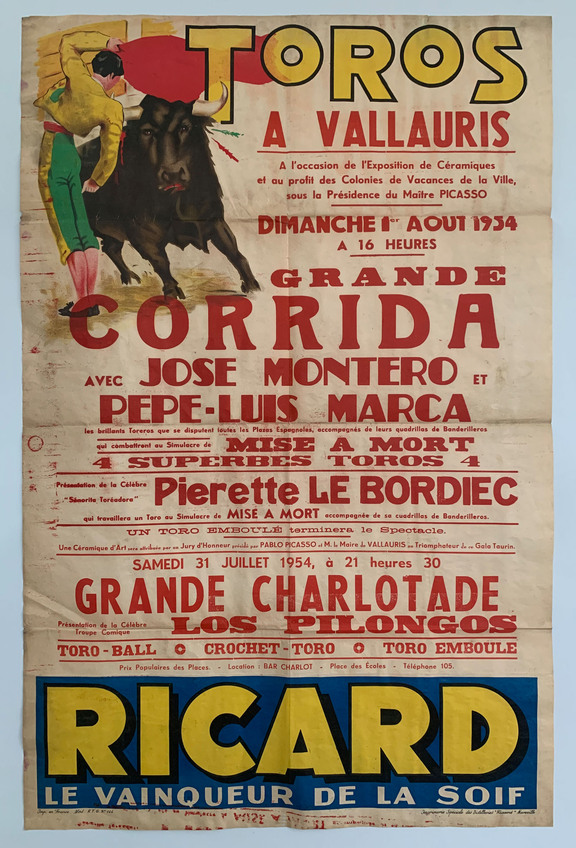 TOROS
A VALLAURIS
A l'occasion de l'Exposition de Céramiques
et au profit des Colonies de Vacances de la Ville,
sous la Présidence du Maître PICASSO
DIMANCHE 1er AOUT 1954
A 16 HEURES
GRANDE
CORRIDA
AVEC JOSE MONTERO ET
PEPE-LUIS MARCA
les brillants Toreros que se disputent toutes les Plazas Espagnoles, accompagnés de leurs quadrillas de Banderilleros
qui combattront au Simulacre de MISE A MORT
4 SUPERBES TOROS 4
Présentation de la Célèbre
"Sénorita Toréadore" Pierette LE BORDIEC
qui travaillera un Toro au Simulacre de MISE A MORT accompagnée de sa cuadrillas de Banderilleros.
UN TORO EMBOULÉ terminera le Spectacle.
Une Céramique d'Art sera attribuée par un Jury d'Honneur présidé par PABLO PICASSO et M. le Maire de VALLAURIS au Triomphateur de ce Gala Taurin.
SAMEDI 31 JUILLET 1954, à 21 heures 30
GRANDE CHARLOTADE
Présentation de la Célèbre
Troupe Comique LOS PILONGOS
TORO-BALL CROCHET-TORO TORO EMBOULE
Prix Populaires des Places. - Location : BAR CHARLOT - Place des Écoles - Téléphone 105.
RICARD
LE VAINQUEUR DE LA SOIF